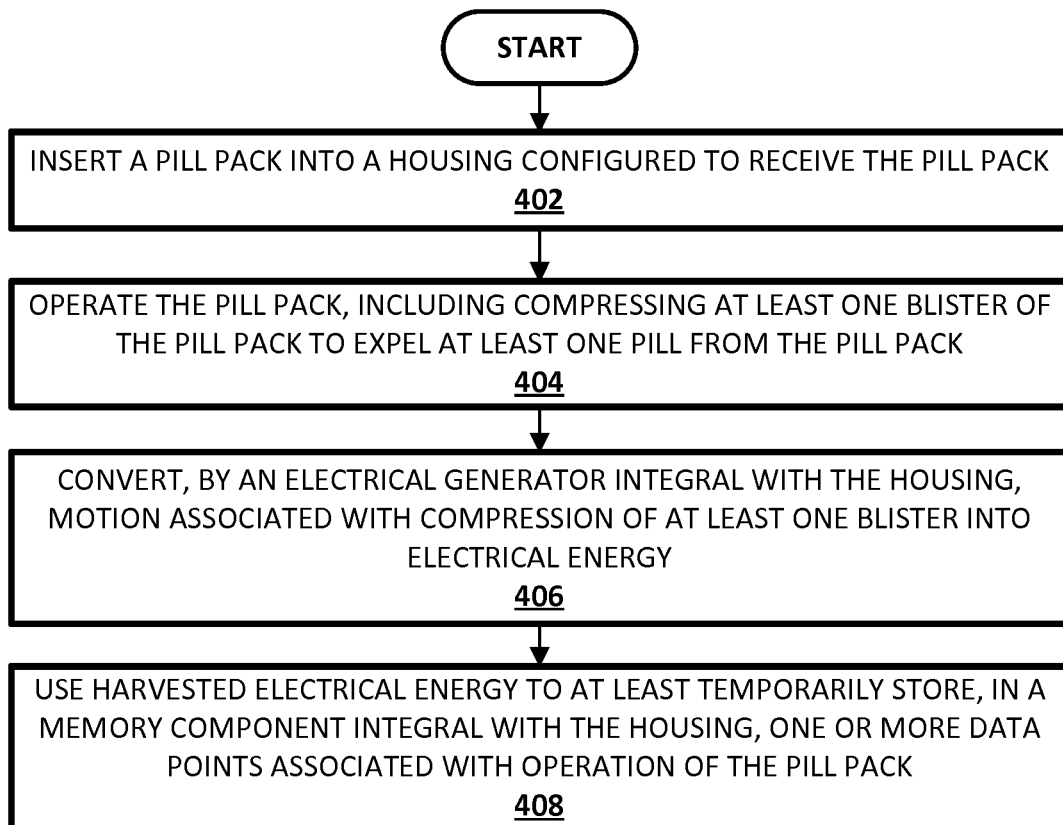 START
INSERT A PILL PACK INTO A HOUSING CONFIGURED TO RECEIVE THE PILL PACK
402
OPERATE THE PILL PACK, INCLUDING COMPRESSING AT LEAST ONE BLISTER OF
THE PILL PACK TO EXPEL AT LEAST ONE PILL FROM THE PILL PACK
404
CONVERT, BY AN ELECTRICAL GENERATOR INTEGRAL WITH THE HOUSING,
MOTION ASSOCIATED WITH COMPRESSION OF AT LEAST ONE BLISTER INTO
ELECTRICAL ENERGY
406
USE HARVESTED ELECTRICAL ENERGY TO AT LEAST TEMPORARILY STORE, IN A
MEMORY COMPONENT INTEGRAL WITH THE HOUSING, ONE OR MORE DATA
POINTS ASSOCIATED WITH OPERATION OF THE PILL PACK
408